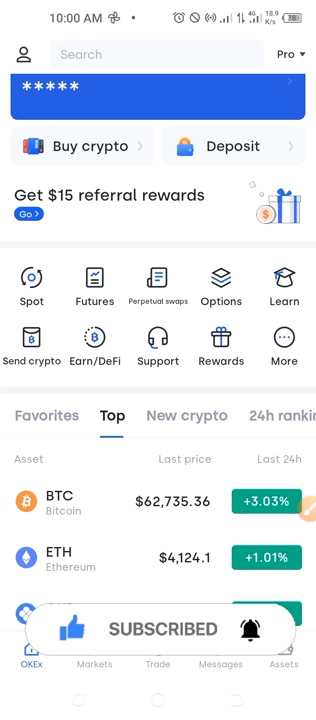 10:00 AM
4G
18.9
K/s
78
Search
Pro
*****
Buy crypto
Deposit
Get $15 referral rewards
Go >
Spot Futures Perpetual swaps Options Learn
Send crypto Earn/DeFi Support Rewards More
Favorites Top New crypto 24h rankin
Asset Last price Last 24h
BTC $62,735.36 +3.03%
Bitcoin
ETH $4,124.1 +1.01%
Ethereum
SUBSCRIBED
OKEx Markets Trade Messages Assets